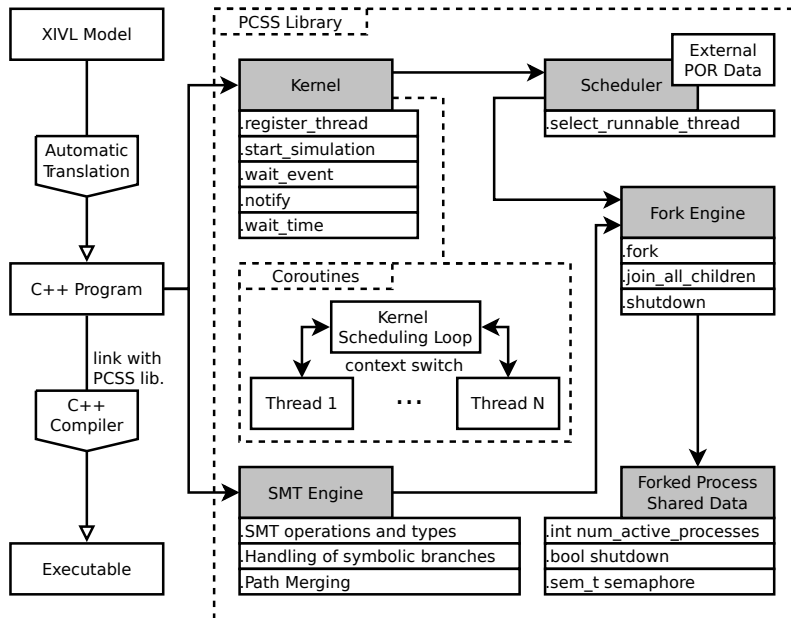 XIVL Model
Automatic
Translation
C++ Program
link with
PCSS lib.
C++
Compiler
Executable
PCSS Library
Kernel
.register_thread
.start_simulation
.wait_event
.notify
.wait_time
Scheduler
External
POR Data
.select_runnable_thread
Fork Engine
.fork
.join_all_children
.shutdown
Coroutines
Kernel
Scheduling Loop
context switch
Thread 1
...
Thread N
SMT Engine
.SMT operations and types
.Handling of symbolic branches
.Path Merging
Forked Process
Shared Data
.int num_active_processes
.bool shutdown
.sem_t semaphore